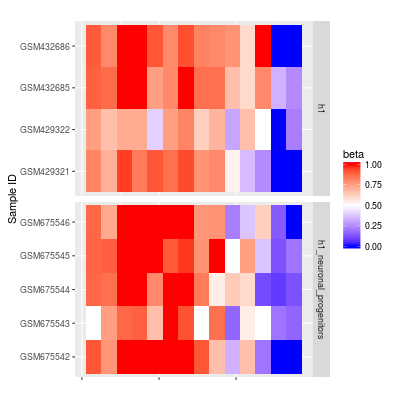 GSM432686
GSM432685
GSM429322
GSM429321
h1
GSM675546
GSM675545
GSM675544
GSM675543
GSM675542
h1_neuronal_progenitors
Sample ID
beta
1.00
0.75
0.50
0.25
0.00